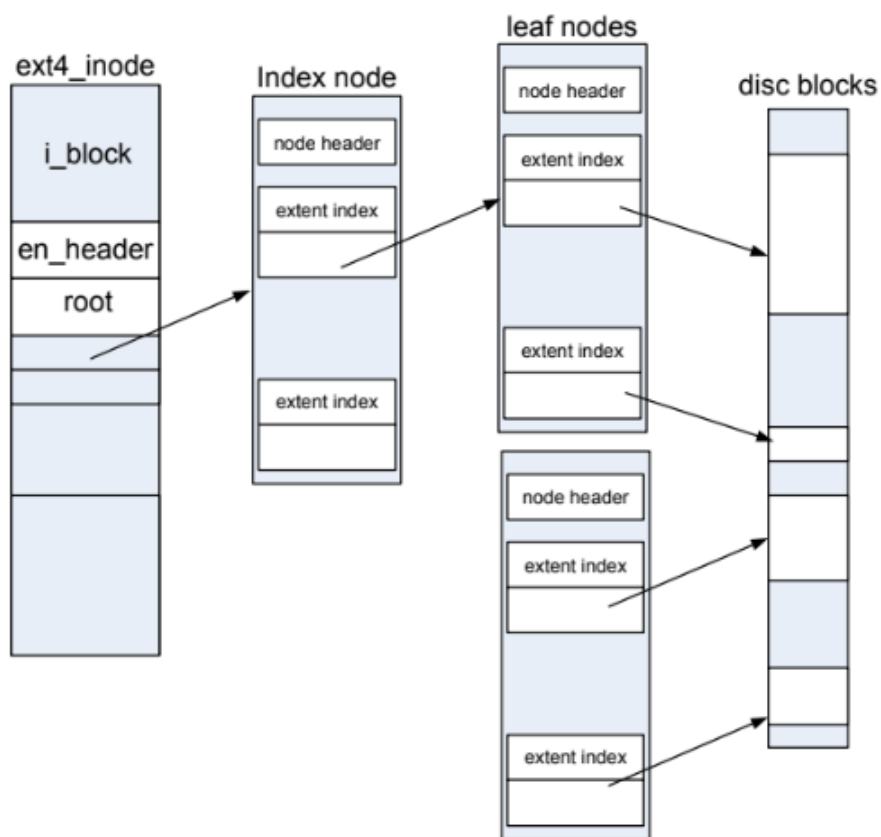 ext4_inode
i_block
en_header
root
Index node
node header
extent index
extent index
leaf nodes
node header
extent index
extent index
node header
extent index
extent index
disc blocks